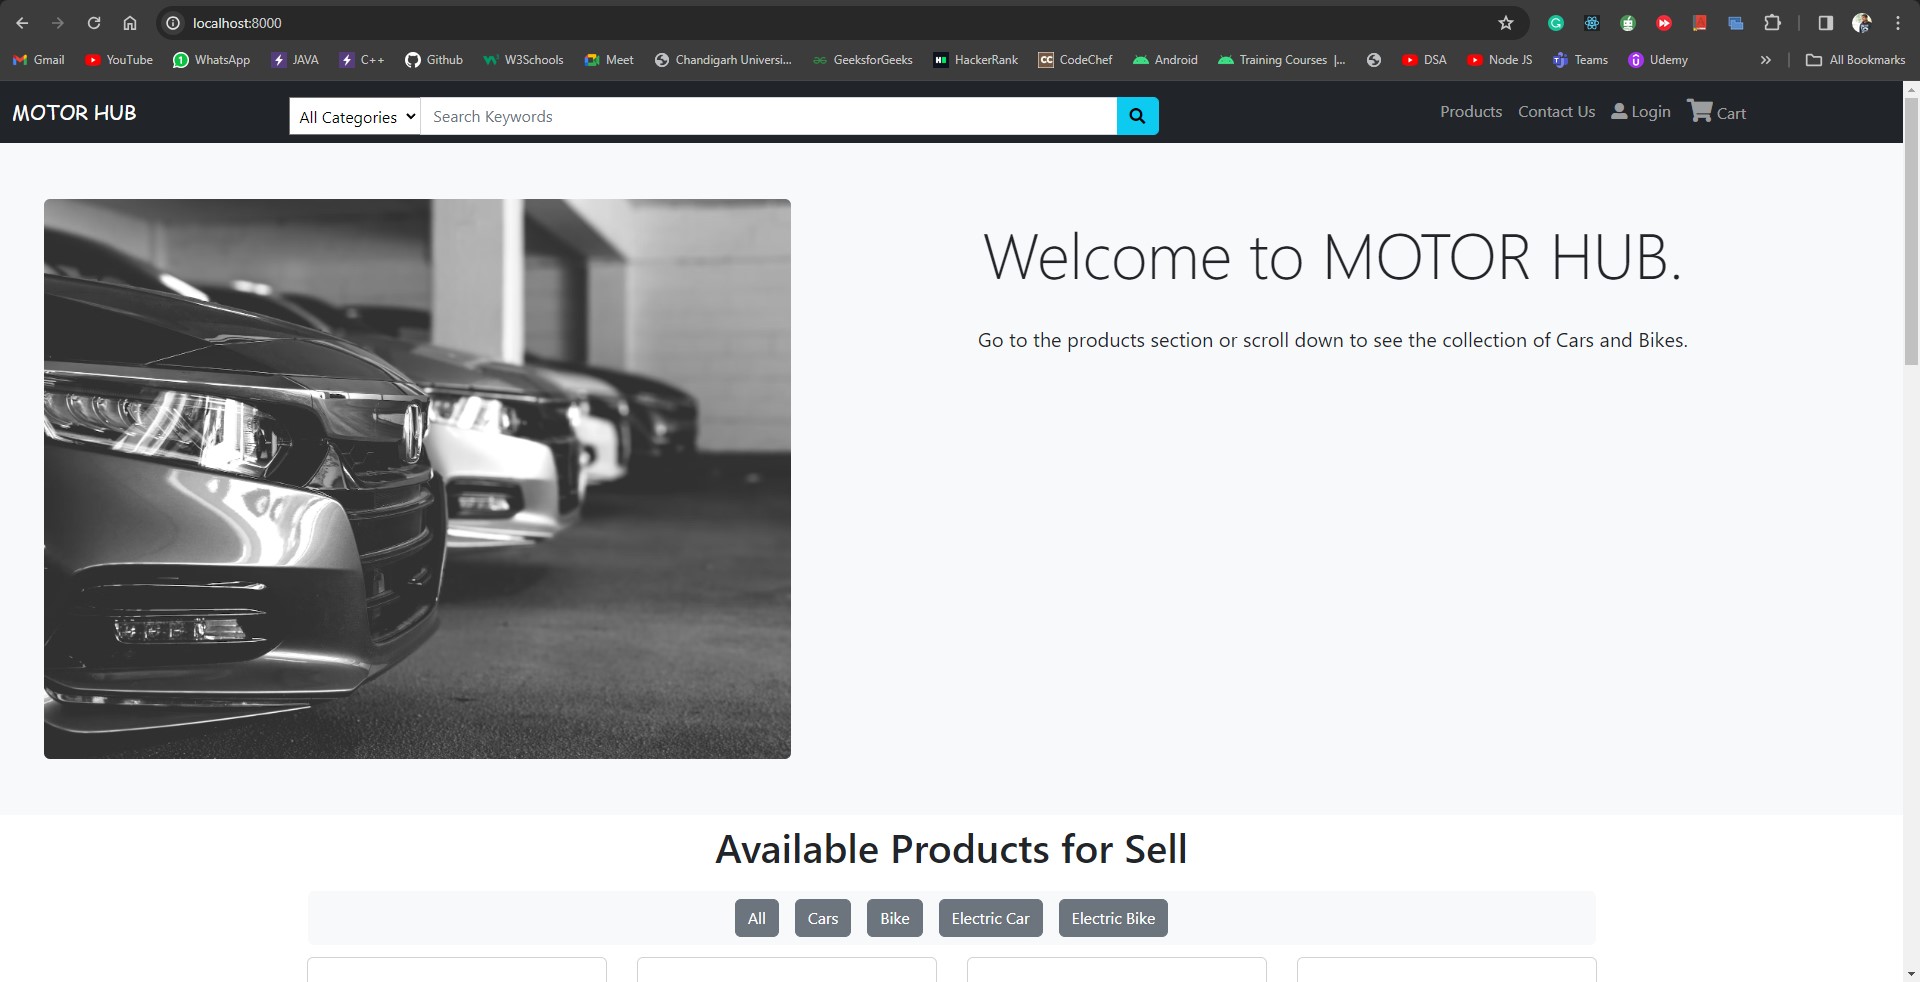 localhost:8000
Gmail YouTube WhatsApp JAVA C++ Github W3Schools Meet Chandigarh Universi... GeeksforGeeks HackerRank CodeChef Android Training Courses |... DSA Node JS Teams Udemy » All Bookmarks
MOTOR HUB All Categories Search Keywords Products Contact Us Login Cart
Welcome to MOTOR HUB.
Go to the products section or scroll down to see the collection of Cars and Bikes.
Available Products for Sell
All Cars Bike Electric Car Electric Bike